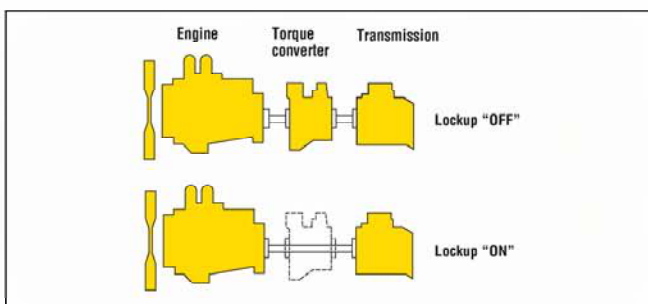 Engine
Torque
converter
Transmission
Lockup “OFF”
Lockup “ON”